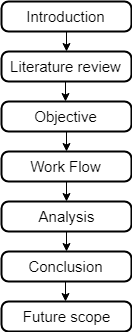 Introduction
Literature review
Objective
Work Flow
Analysis
Conclusion
Future scope